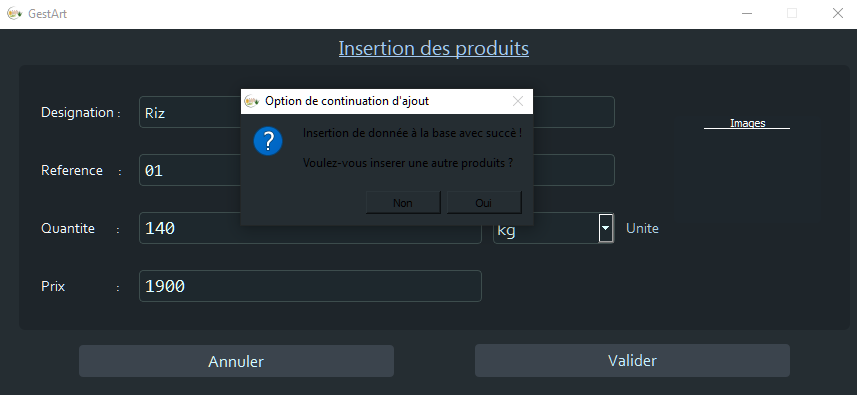 GestArt
Insertion des produits
Option de continuation d'ajout
Insertion de donnée à la base avec succè !
Voulez-vous inserer une autre produits ?
Non
Oui
Designation :
Riz
Images
Reference :
01
Quantite :
140
kg
Unite
Prix :
1900
Annuler
Valider